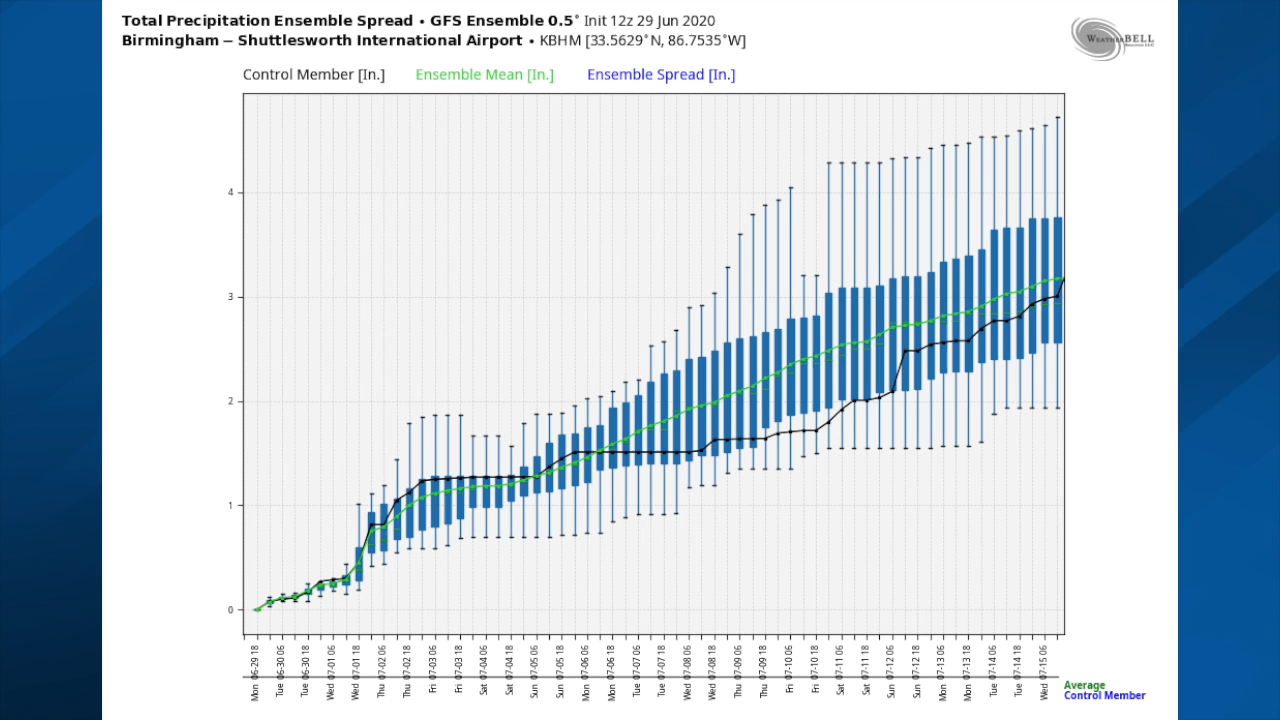 Total Precipitation Ensemble Spread • GFS Ensemble 0.5° Init 12z 29 Jun 2020
Birmingham – Shuttlesworth International Airport • KBHM [33.5629°N, 86.7535°W]
WEATHERBELL
Control Member [In.] Ensemble Mean [In.] Ensemble Spread [In.]
4
3
2
1
0
Mon 06-29 18
Tue 06-30 06
Tue 06-30 18
Wed 07-01 06
Wed 07-01 18
Thu 07-02 06
Thu 07-02 18
Fri 07-03 06
Fri 07-03 18
Sat 07-04 06
Sat 07-04 18
Sun 07-05 06
Sun 07-05 18
Mon 07-06 06
Mon 07-06 18
Tue 07-07 06
Tue 07-07 18
Wed 07-08 06
Wed 07-08 18
Thu 07-09 06
Thu 07-09 18
Fri 07-10 06
Fri 07-10 18
Sat 07-11 06
Sat 07-11 18
Sun 07-12 06
Sun 07-12 18
Mon 07-13 06
Mon 07-13 18
Tue 07-14 06
Tue 07-14 18
Wed 07-15 06
Average
Control Member